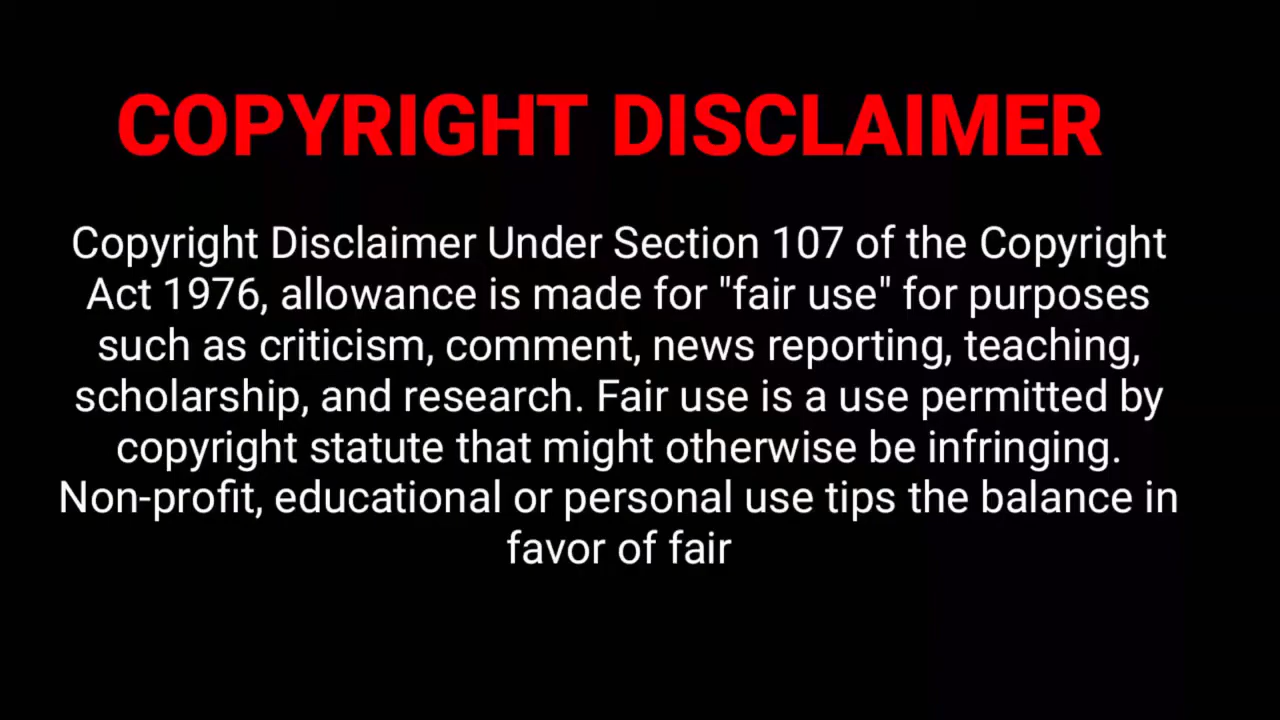 COPYRIGHT DISCLAIMER
Copyright Disclaimer Under Section 107 of the Copyright
Act 1976, allowance is made for "fair use" for purposes
such as criticism, comment, news reporting, teaching,
scholarship, and research. Fair use is a use permitted by
copyright statute that might otherwise be infringing.
Non-profit, educational or personal use tips the balance in
favor of fair